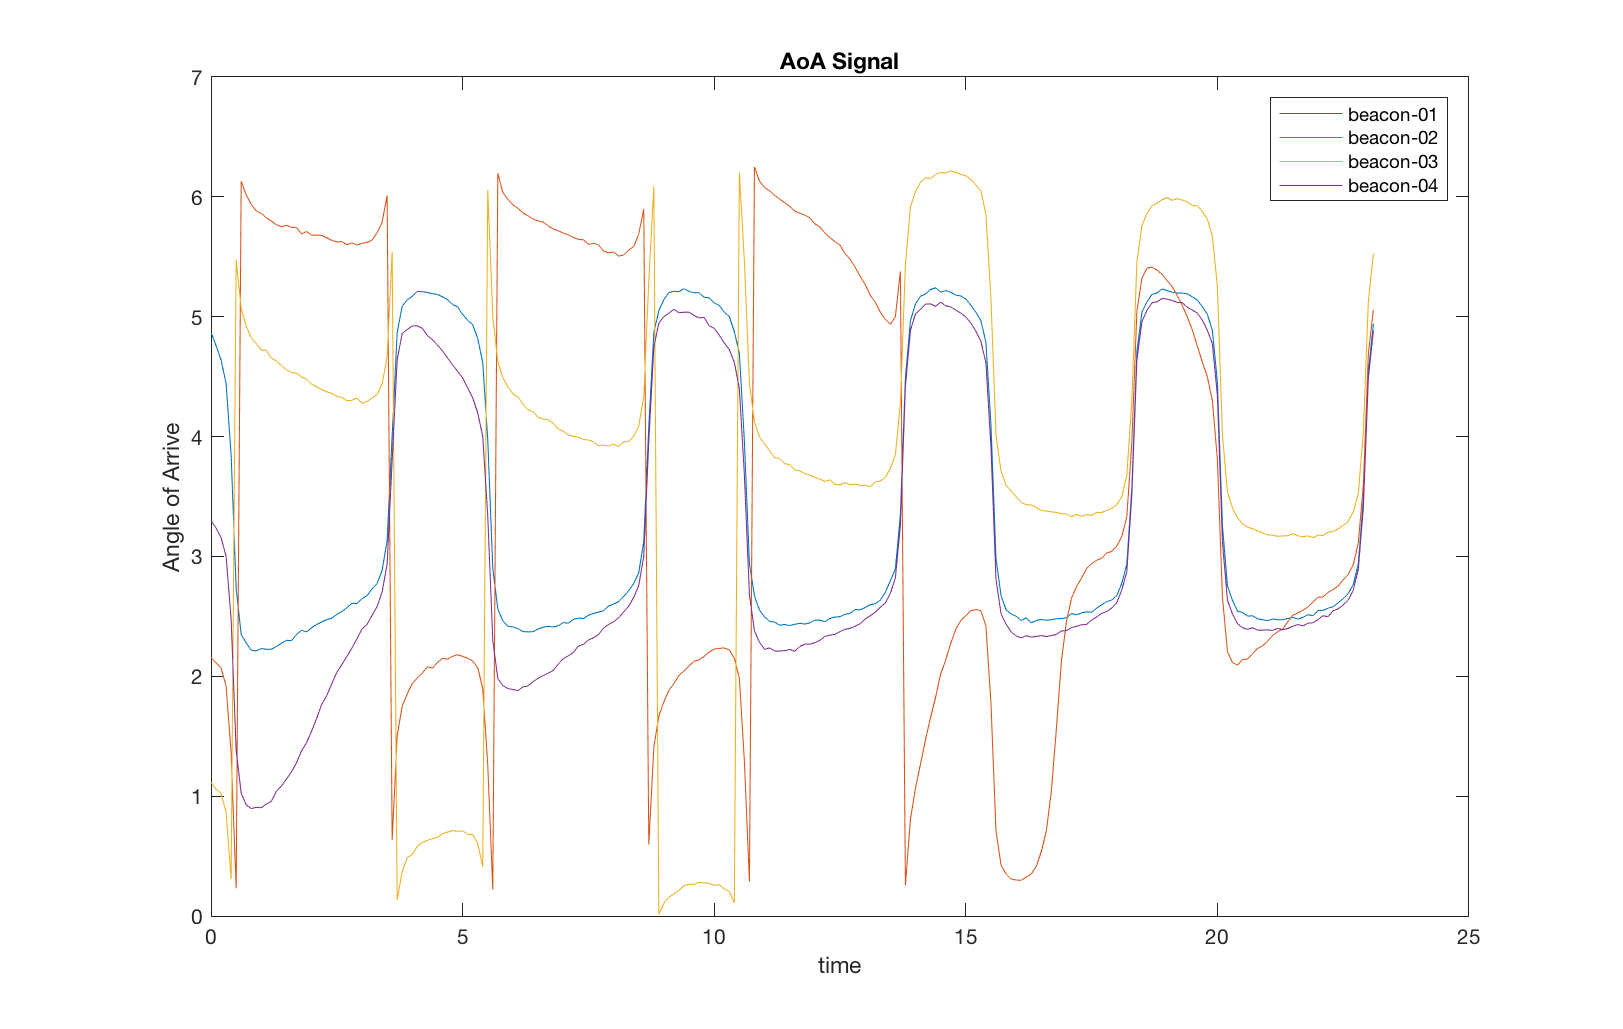 AoA Signal
7
6
5
4
3
2
1
0
Angle of Arrive
beacon-01
beacon-02
beacon-03
beacon-04
0 5 10 15 20 25
time